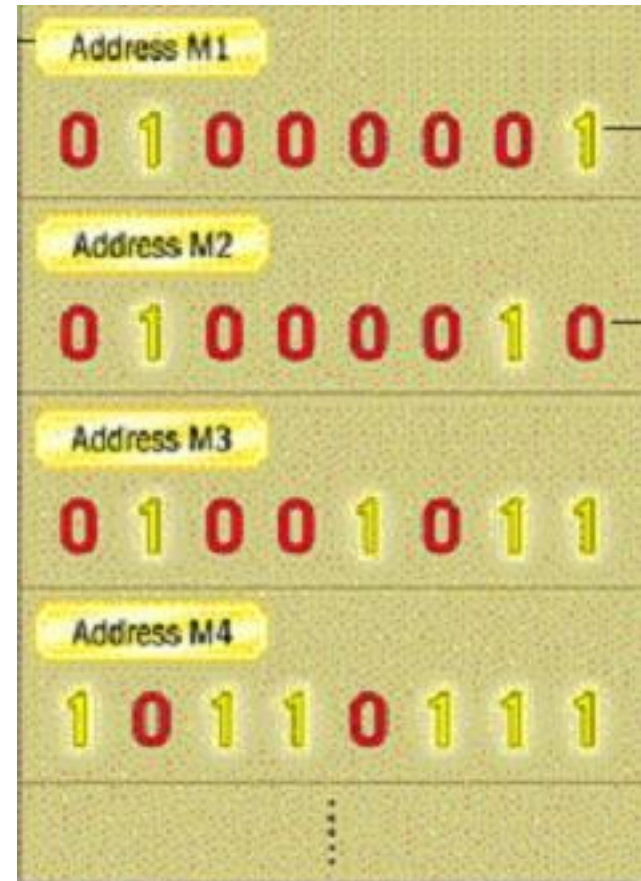 Address M1
0 1 0 0 0 0 0 1
Address M2
0 1 0 0 0 0 1 0
Address M3
0 1 0 0 1 0 1 1
Address M4
1 0 1 1 0 1 1 1